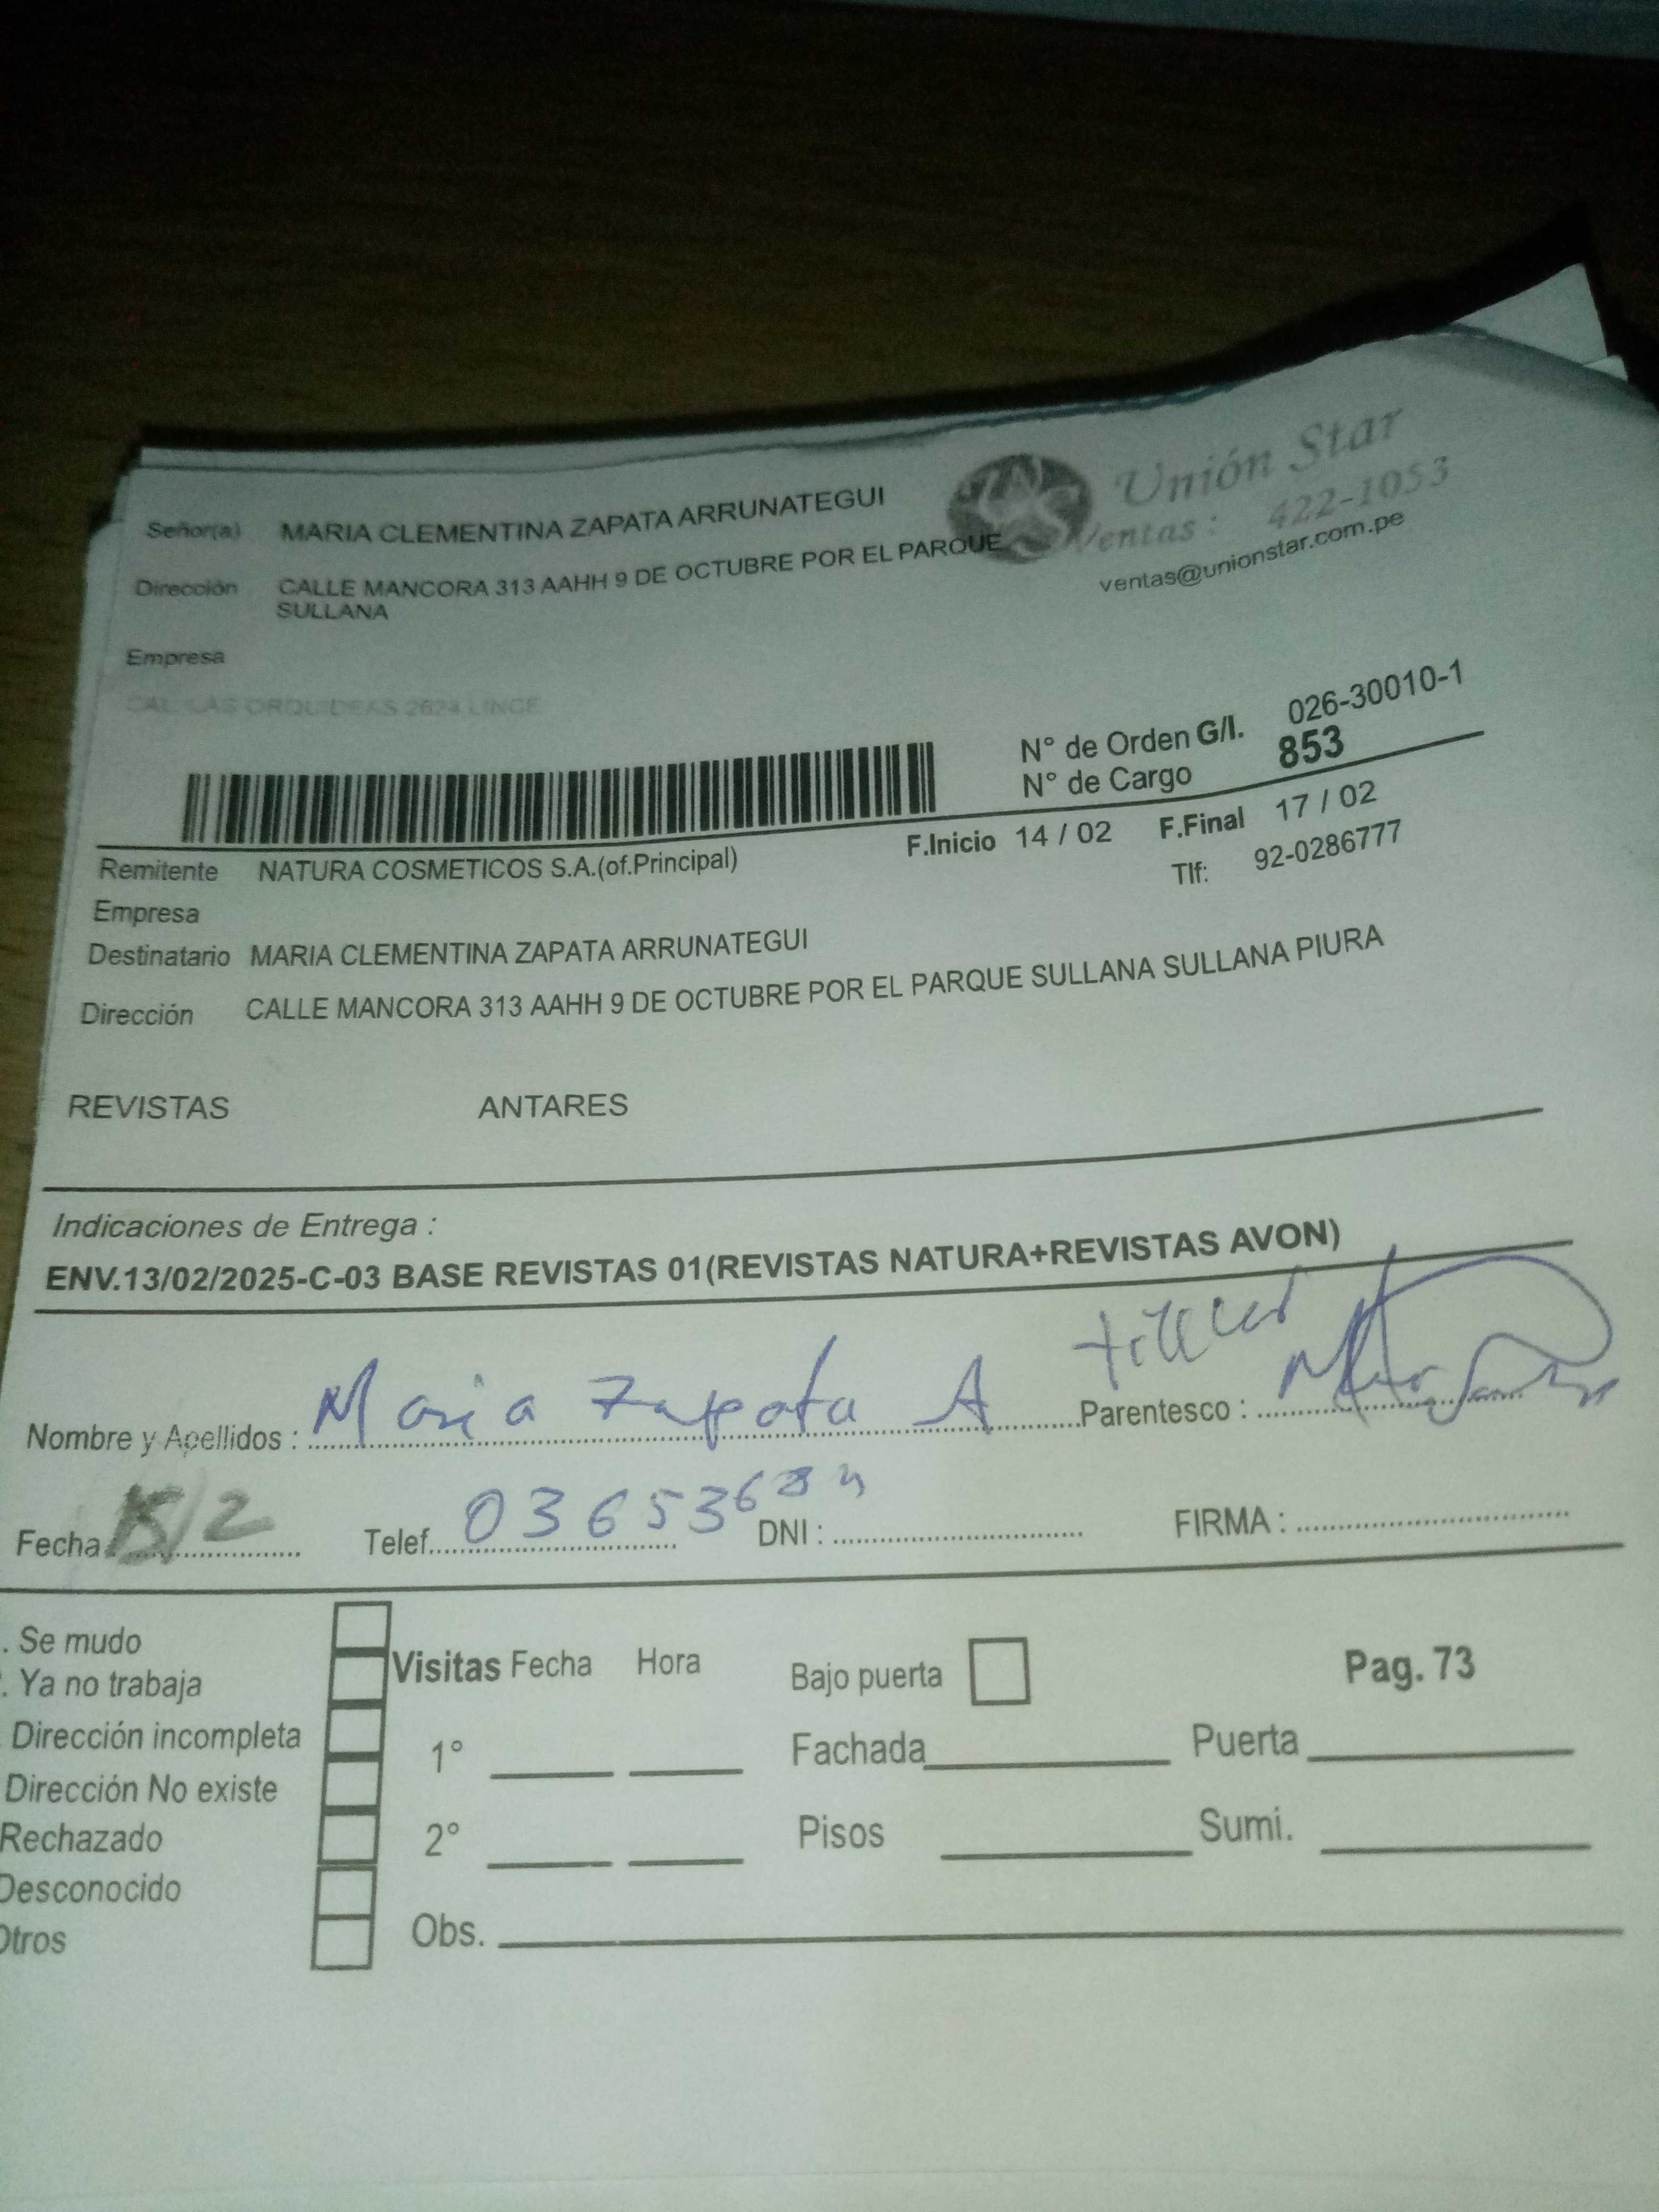 Unión Star
Ventas : 422-1053
ventas@unionstar.com.pe
Señor(a) MARIA CLEMENTINA ZAPATA ARRUNATEGUI
Dirección CALLE MANCORA 313 AAHH 9 DE OCTUBRE POR EL PARQUE
SULLANA
Empresa
CAL LAS ORQUIDEAS 2624 LINCE
N° de Orden G/I. 026-30010-1
N° de Cargo 853
F.Inicio 14 / 02 F.Final 17 / 02
Remitente NATURA COSMETICOS S.A.(of.Principal) Tlf: 92-0286777
Empresa
Destinatario MARIA CLEMENTINA ZAPATA ARRUNATEGUI
Dirección CALLE MANCORA 313 AAHH 9 DE OCTUBRE POR EL PARQUE SULLANA SULLANA PIURA
REVISTAS ANTARES
Indicaciones de Entrega :
ENV.13/02/2025-C-03 BASE REVISTAS 01(REVISTAS NATURA+REVISTAS AVON)
Nombre y Apellidos : Maria Zapata A Parentesco :
Fecha 15/2 Telef. 03653684 DNI : FIRMA :
. Se mudo
. Ya no trabaja
Dirección incompleta
Dirección No existe
Rechazado
Desconocido
Otros
Visitas Fecha Hora
1°
2°
Obs.
Bajo puerta Pag. 73
Fachada Puerta
Pisos Sumi.